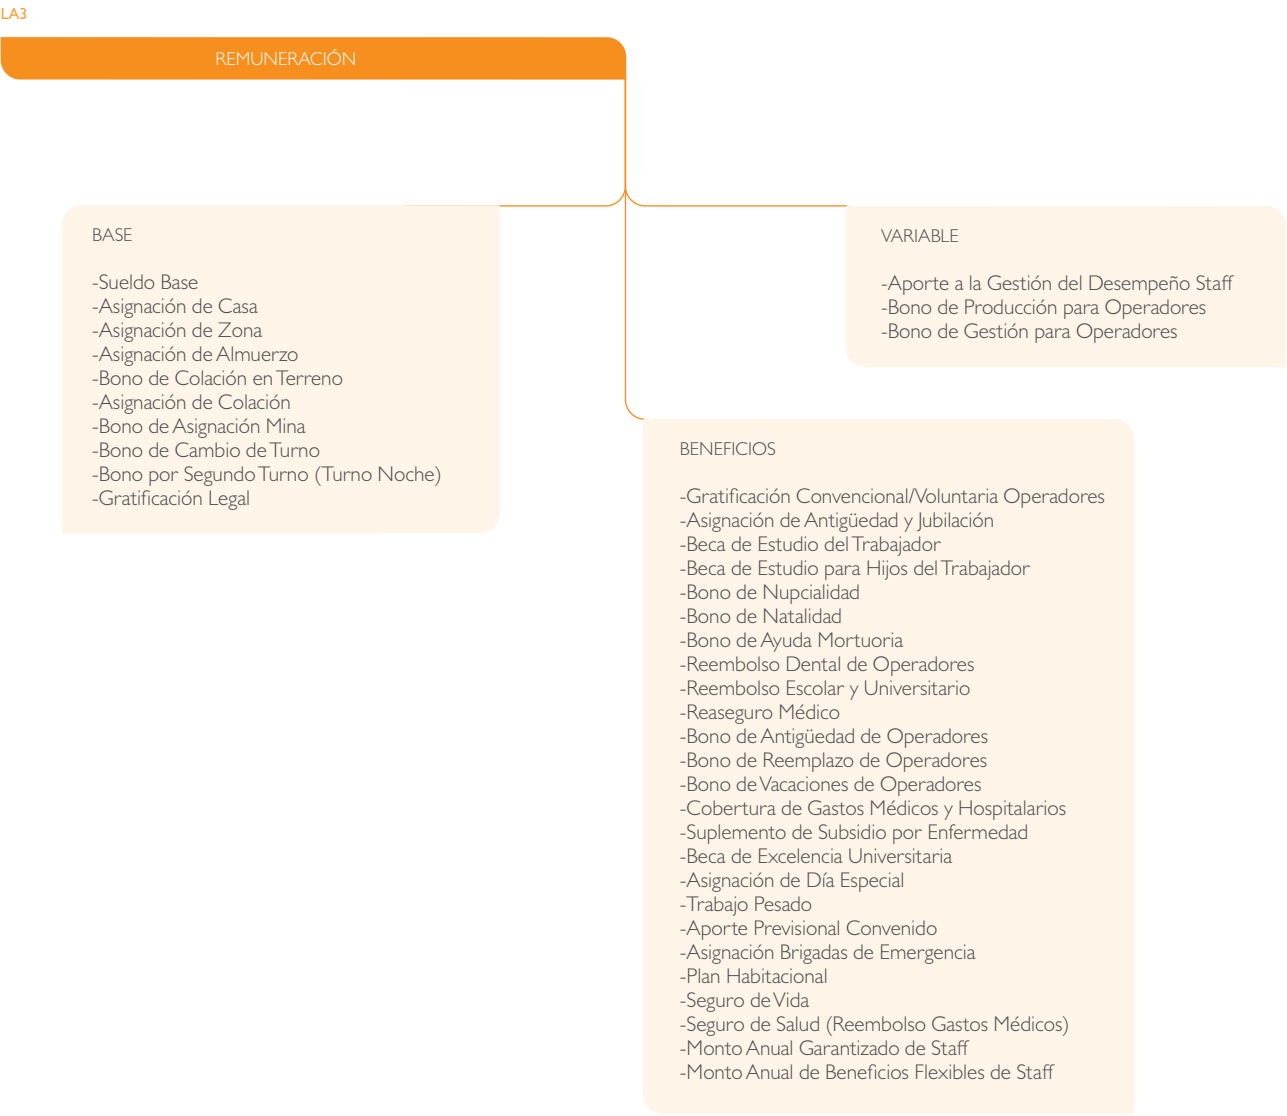 LA3
REMUNERACIÓN
BASE
-Sueldo Base
-Asignación de Casa
-Asignación de Zona
-Asignación de Almuerzo
-Bono de Colación en Terreno
-Asignación de Colación
-Bono de Asignación Mina
-Bono de Cambio de Turno
-Bono por Segundo Turno (Turno Noche)
-Gratificación Legal
VARIABLE
-Aporte a la Gestión del Desempeño Staff
-Bono de Producción para Operadores
-Bono de Gestión para Operadores
BENEFICIOS
-Gratificación Convencional/Voluntaria Operadores
-Asignación de Antigüedad y Jubilación
-Beca de Estudio del Trabajador
-Beca de Estudio para Hijos del Trabajador
-Bono de Nupcialidad
-Bono de Natalidad
-Bono de Ayuda Mortuoria
-Reembolso Dental de Operadores
-Reembolso Escolar y Universitario
-Reaseguro Médico
-Bono de Antigüedad de Operadores
-Bono de Reemplazo de Operadores
-Bono de Vacaciones de Operadores
-Cobertura de Gastos Médicos y Hospitalarios
-Suplemento de Subsidio por Enfermedad
-Beca de Excelencia Universitaria
-Asignación de Día Especial
-Trabajo Pesado
-Aporte Previsional Convenido
-Asignación Brigadas de Emergencia
-Plan Habitacional
-Seguro de Vida
-Seguro de Salud (Reembolso Gastos Médicos)
-Monto Anual Garantizado de Staff
-Monto Anual de Beneficios Flexibles de Staff